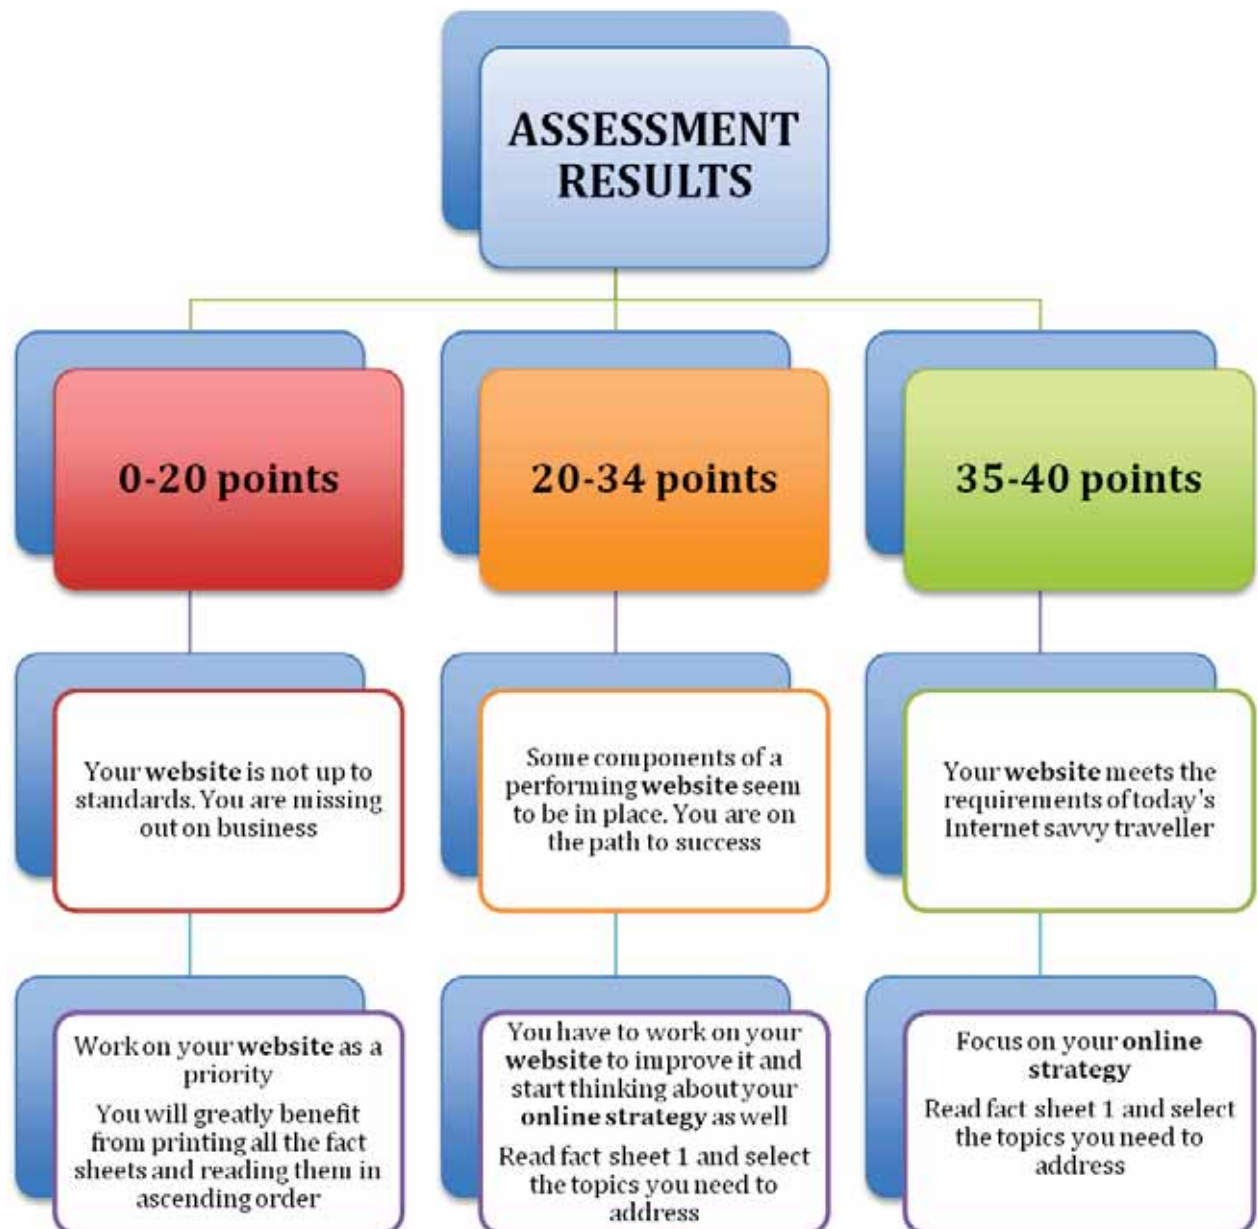 ASSESSMENT
RESULTS
0-20 points
20-34 points
35-40 points
Your website is not up to
standards. You are missing
out on business
Some components of a
performing website seem
to be in place. You are on
the path to success
Your website meets the
requirements of today's
Internet savvy traveller
Work on your website as a
priority
You will greatly benefit
from printing all the fact
sheets and reading them in
ascending order
You have to work on your
website to improve it and
start thinking about your
online strategy as well
Read fact sheet 1 and select
the topics you need to
address
Focus on your online
strategy
Read fact sheet 1 and select
the topics you need to
address